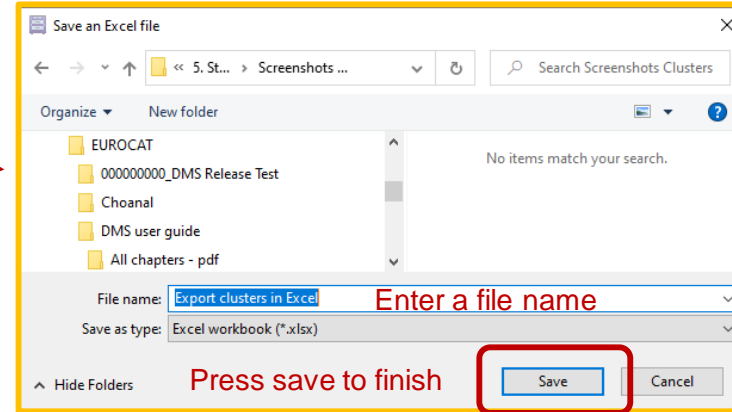 Save an Excel file
« 5. St... > Screenshots ...
Search Screenshots Clusters
Organize
New folder
EUROCAT
000000000_DMS Release Test
No items match your search.
Choanal
DMS user guide
All chapters - pdf
File name: Export clusters in Excel Enter a file name
Save as type: Excel workbook (*.xlsx)
Hide Folders Press save to finish Save Cancel